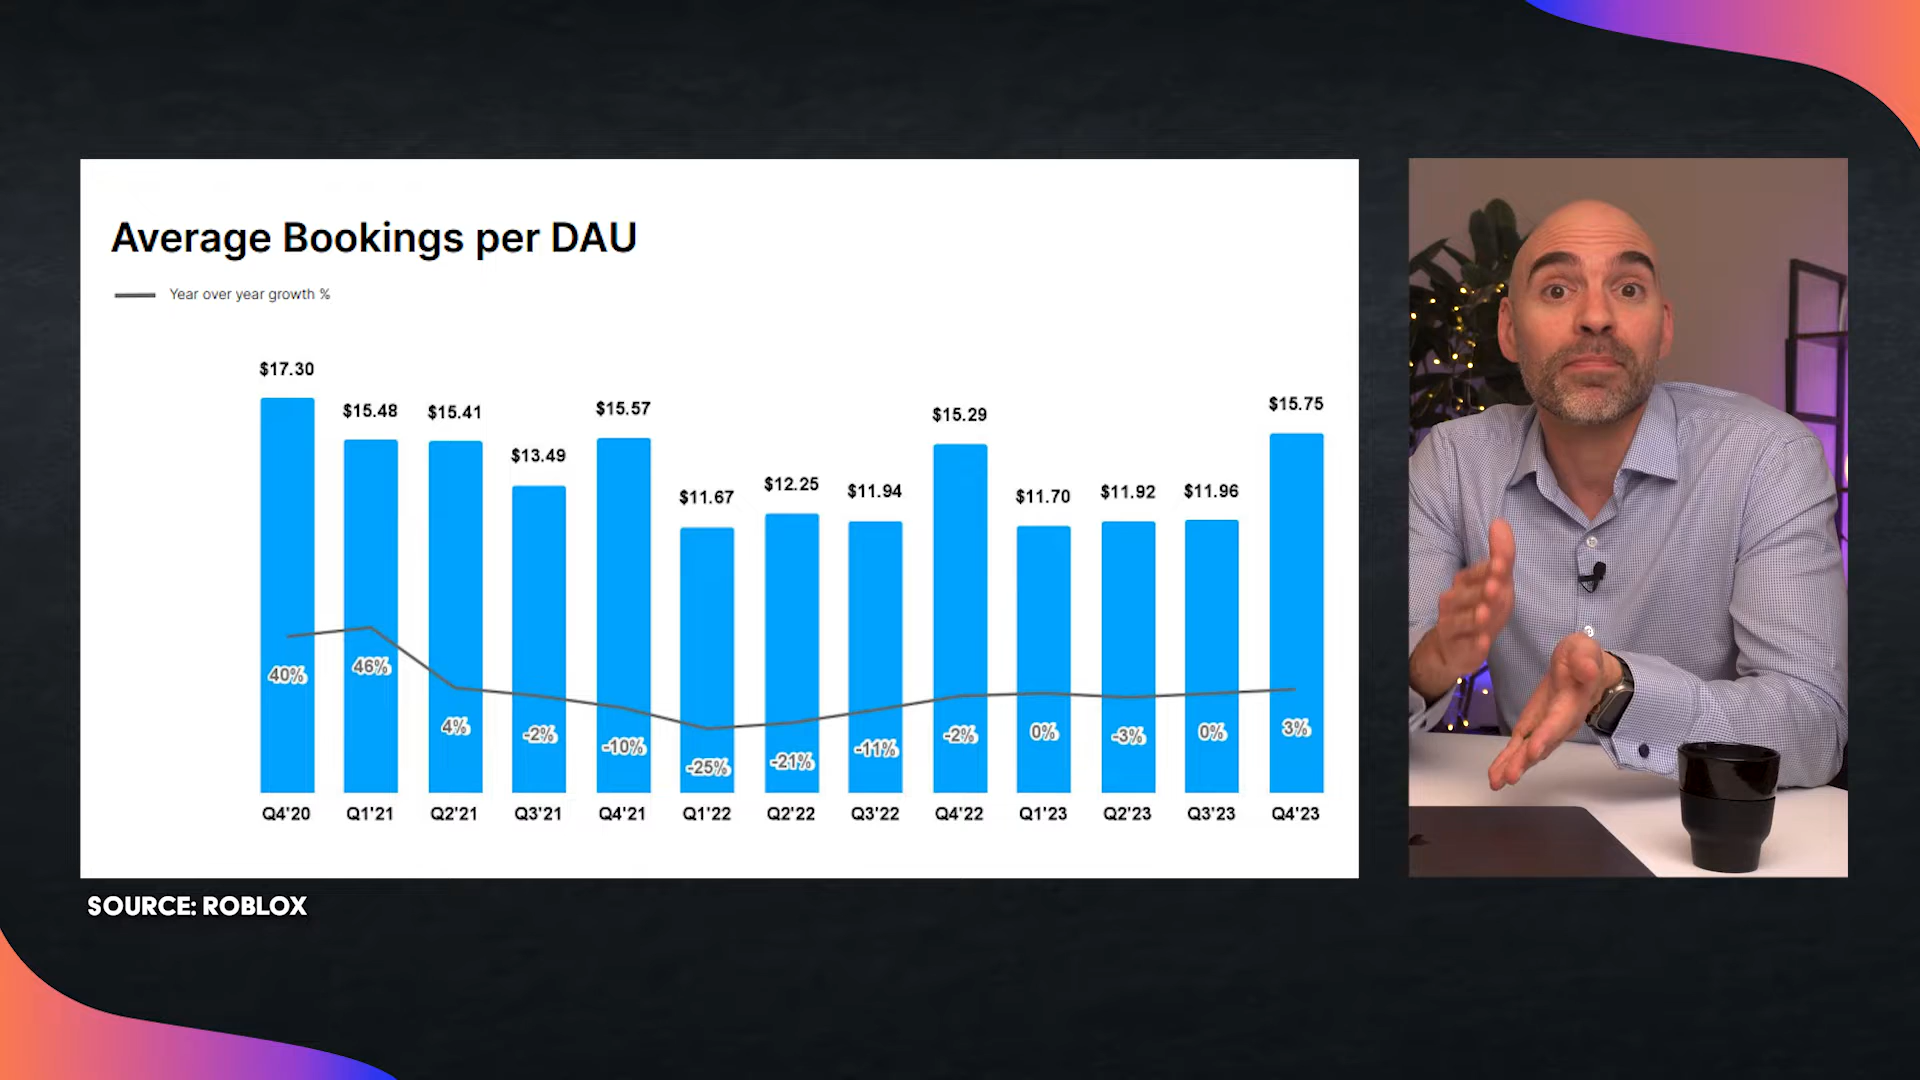 Average Bookings per DAU
Year over year growth %
$17.30
$15.48
$15.41
$13.49
$15.57
$11.67
$12.25
$11.94
$15.29
$11.70
$11.92
$11.96
$15.75
40%
46%
4%
-2%
-10%
-25%
-21%
-11%
-2%
0%
-3%
0%
3%
Q4'20
Q1'21
Q2'21
Q3'21
Q4'21
Q1'22
Q2'22
Q3'22
Q4'22
Q1'23
Q2'23
Q3'23
Q4'23
SOURCE: ROBLOX